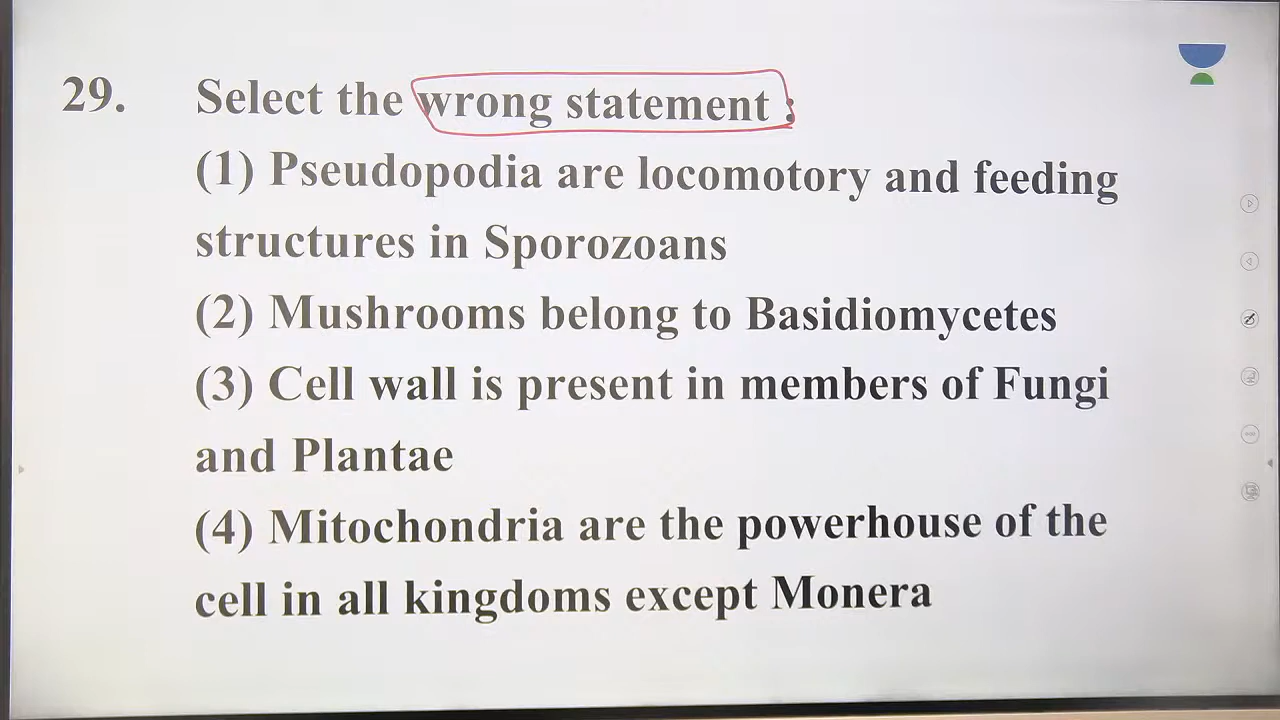 29. Select the wrong statement :
(1) Pseudopodia are locomotory and feeding
structures in Sporozoans
(2) Mushrooms belong to Basidiomycetes
(3) Cell wall is present in members of Fungi
and Plantae
(4) Mitochondria are the powerhouse of the
cell in all kingdoms except Monera